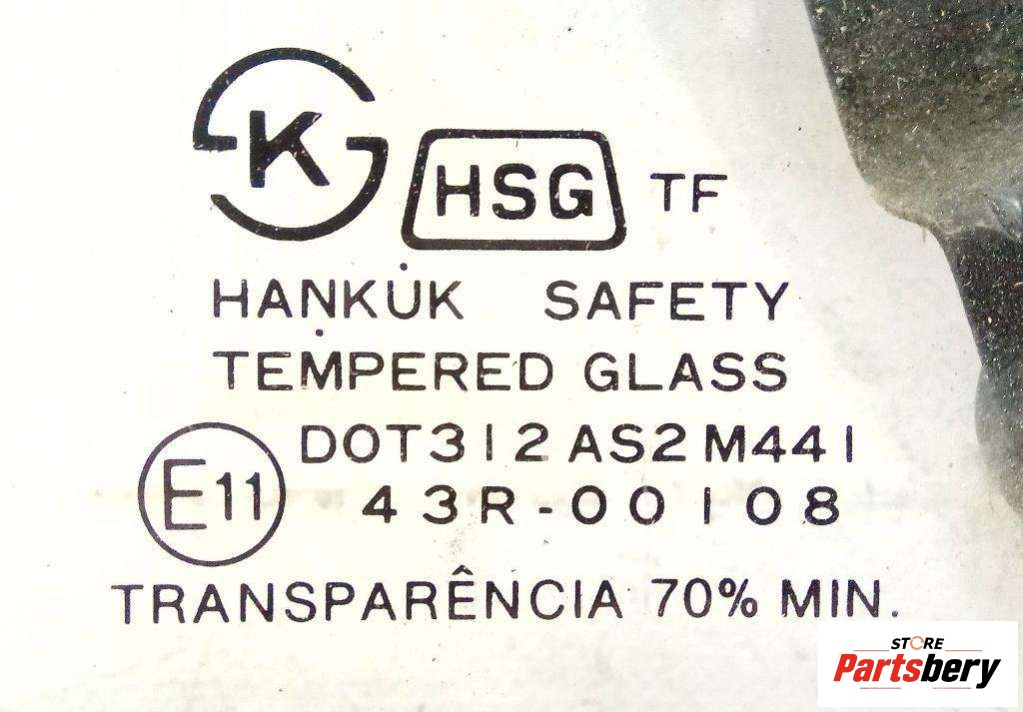 K
HSG TF
HANKUK SAFETY
TEMPERED GLASS
E11 DOT312 AS2 M441
43R-00108
TRANSPARÊNCIA 70% MIN.
STORE
Partsbery